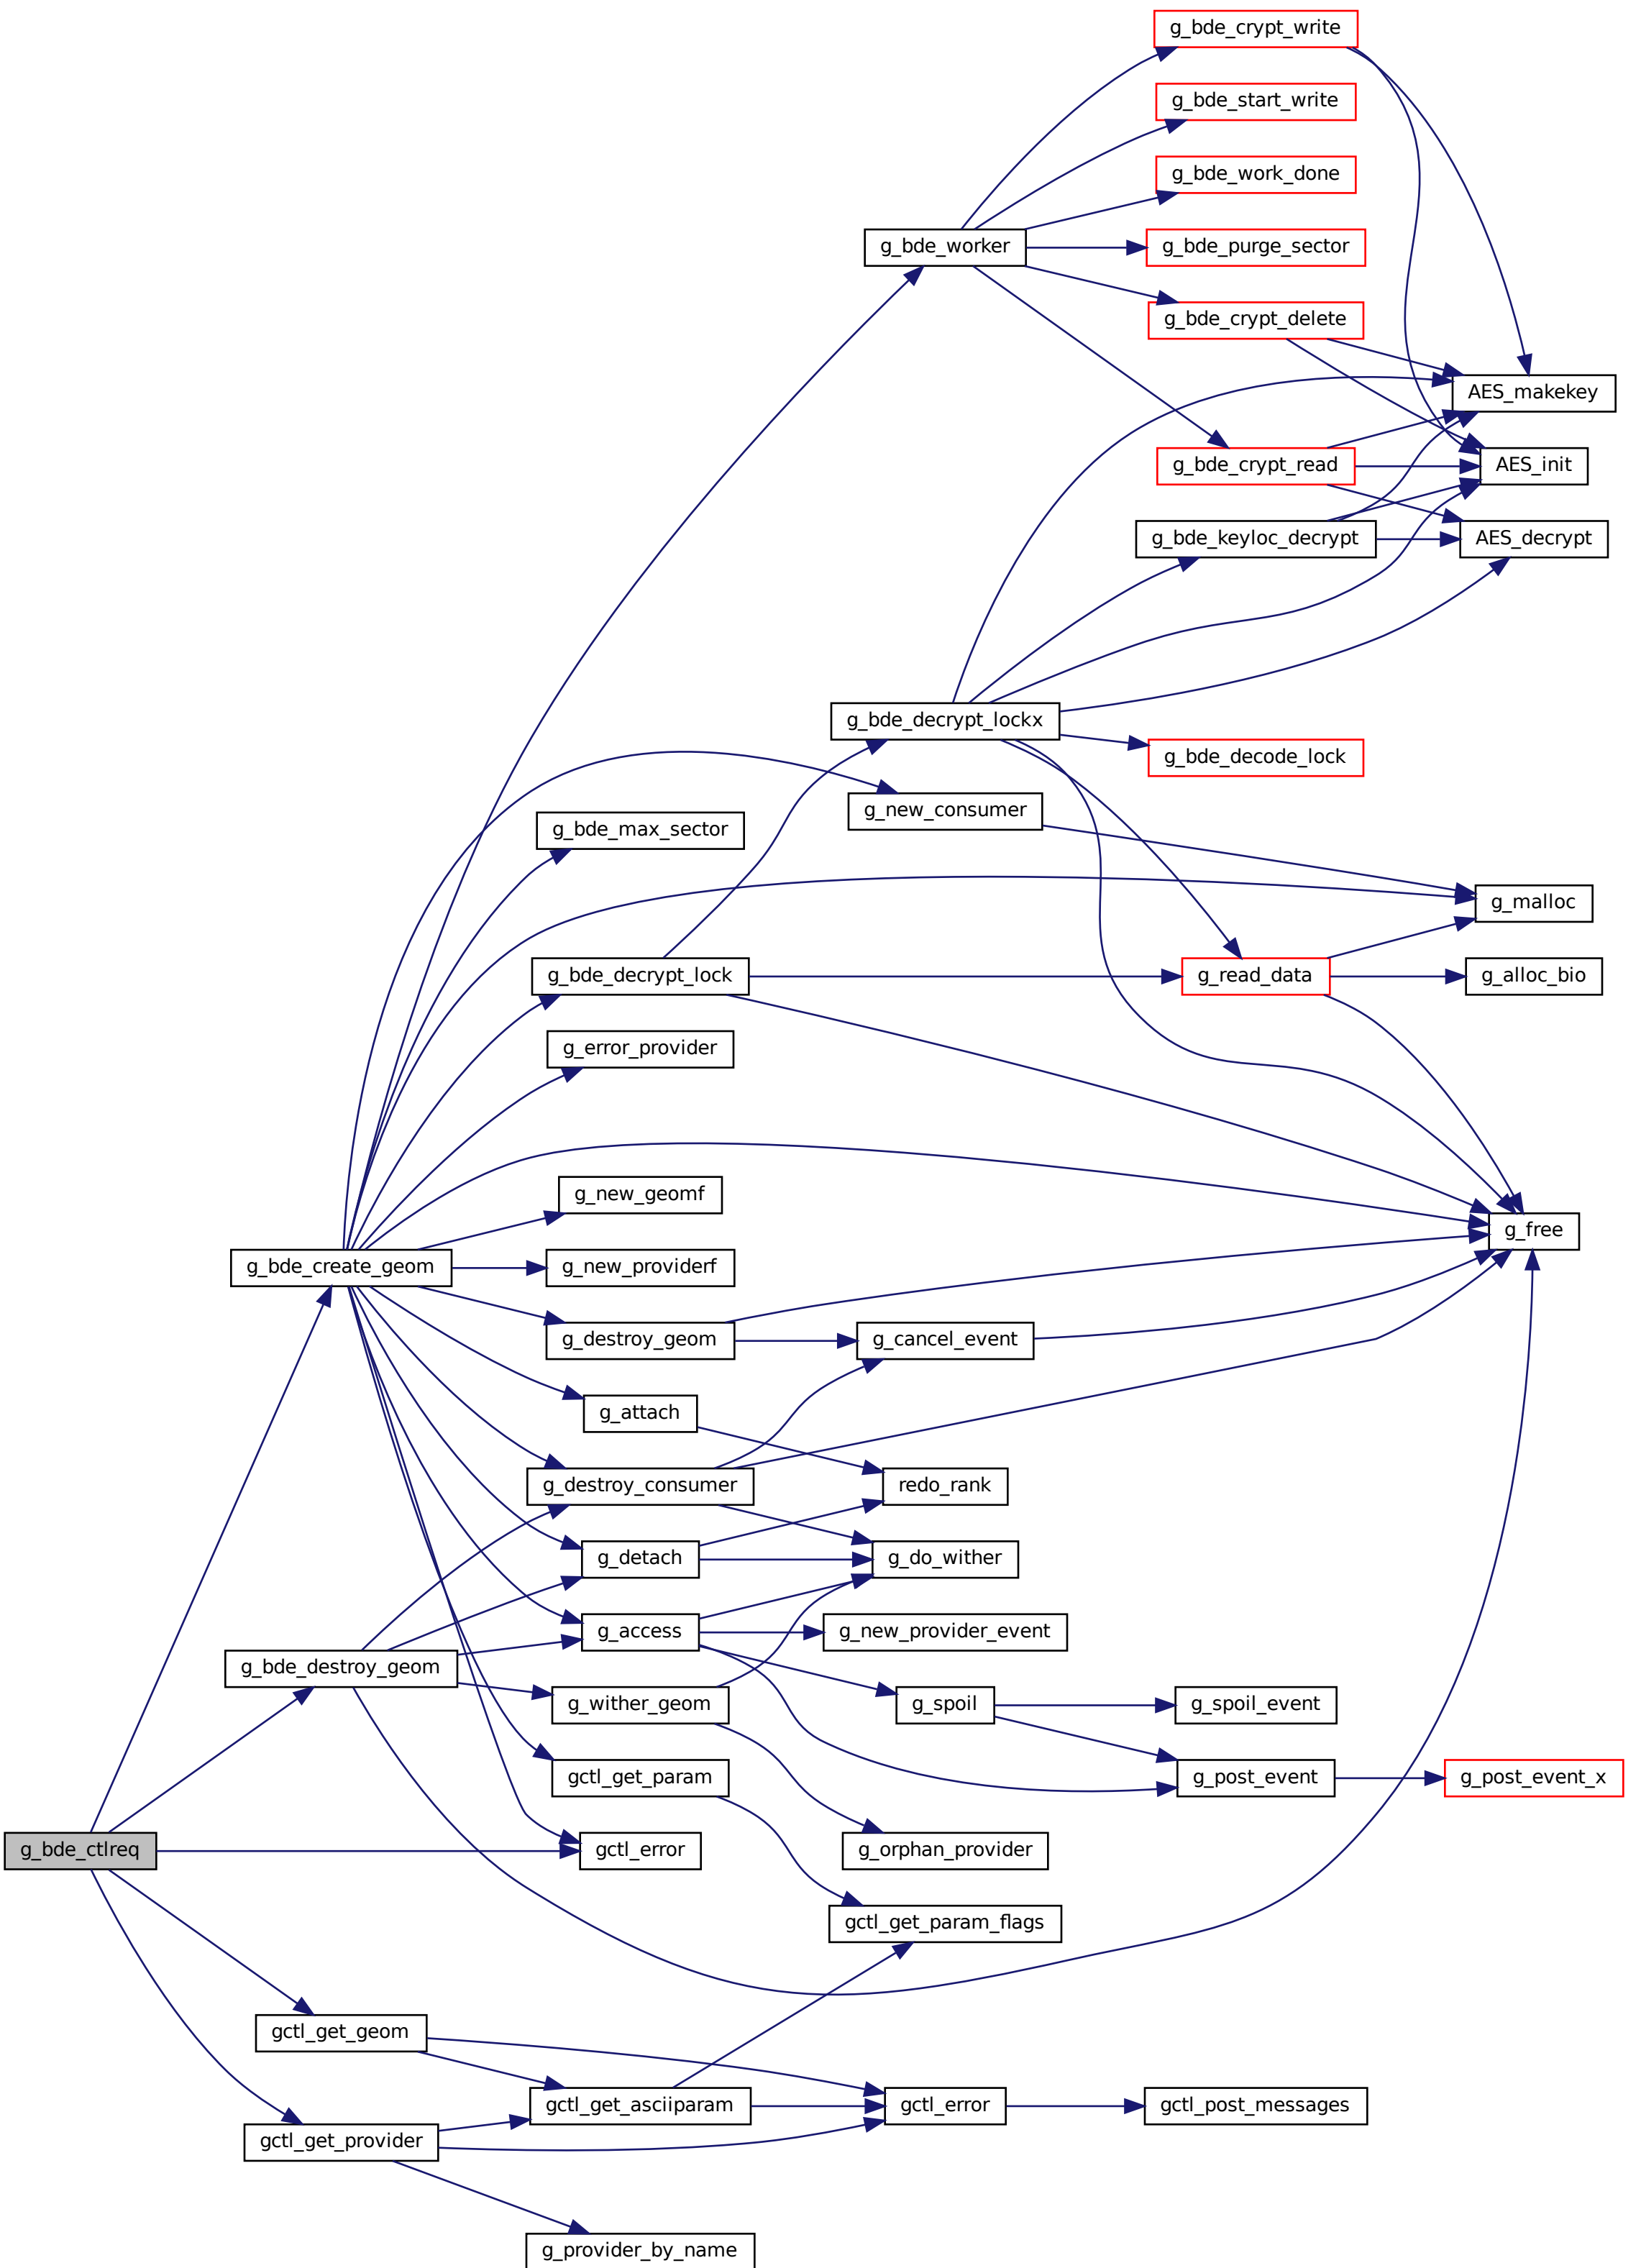 g_bde_crypt_write
g_bde_start_write
g_bde_work_done
g_bde_worker
g_bde_purge_sector
g_bde_crypt_delete
AES_makekey
g_bde_crypt_read
AES_init
g_bde_keyloc_decrypt
AES_decrypt
g_bde_decrypt_lockx
g_bde_decode_lock
g_new_consumer
g_bde_max_sector
g_malloc
g_bde_decrypt_lock
g_read_data
g_alloc_bio
g_error_provider
g_new_geomf
g_free
g_bde_create_geom
g_new_providerf
g_destroy_geom
g_cancel_event
g_attach
g_destroy_consumer
redo_rank
g_detach
g_do_wither
g_access
g_new_provider_event
g_bde_destroy_geom
g_wither_geom
g_spoil
g_spoil_event
gctl_get_param
g_post_event
g_post_event_x
g_bde_ctlreq
gctl_error
g_orphan_provider
gctl_get_param_flags
gctl_get_geom
gctl_get_asciiparam
gctl_error
gctl_post_messages
gctl_get_provider
g_provider_by_name